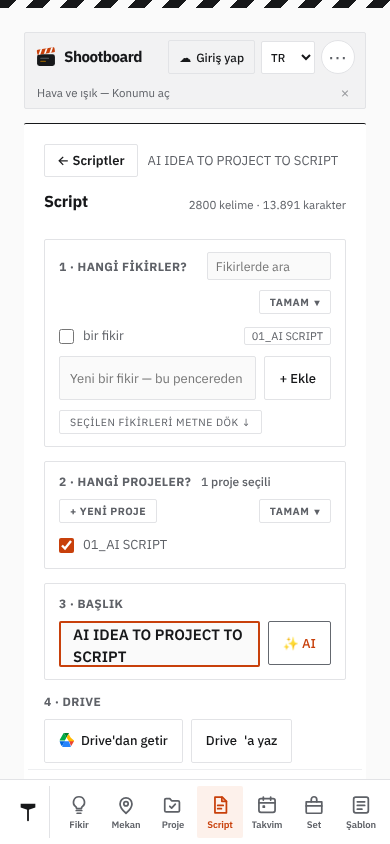 Shootboard
☁ Giriş yap
TR
Hava ve ışık — Konumu aç
×
← Scriptler
AI IDEA TO PROJECT TO SCRIPT
Script
2800 kelime · 13.891 karakter
1 · HANGİ FİKİRLER?
Fikirlerde ara
TAMAM ▾
bir fikir
01_AI SCRIPT
Yeni bir fikir — bu pencereden
+ Ekle
SEÇİLEN FİKİRLERİ METNE DÖK ↓
2 · HANGİ PROJELER? 1 proje seçili
+ YENİ PROJE
TAMAM ▾
01_AI SCRIPT
3 · BAŞLIK
AI IDEA TO PROJECT TO
SCRIPT
✨ AI
4 · DRIVE
Drive'dan getir
Drive 'a yaz
Fikir
Mekan
Proje
Script
Takvim
Set
Şablon